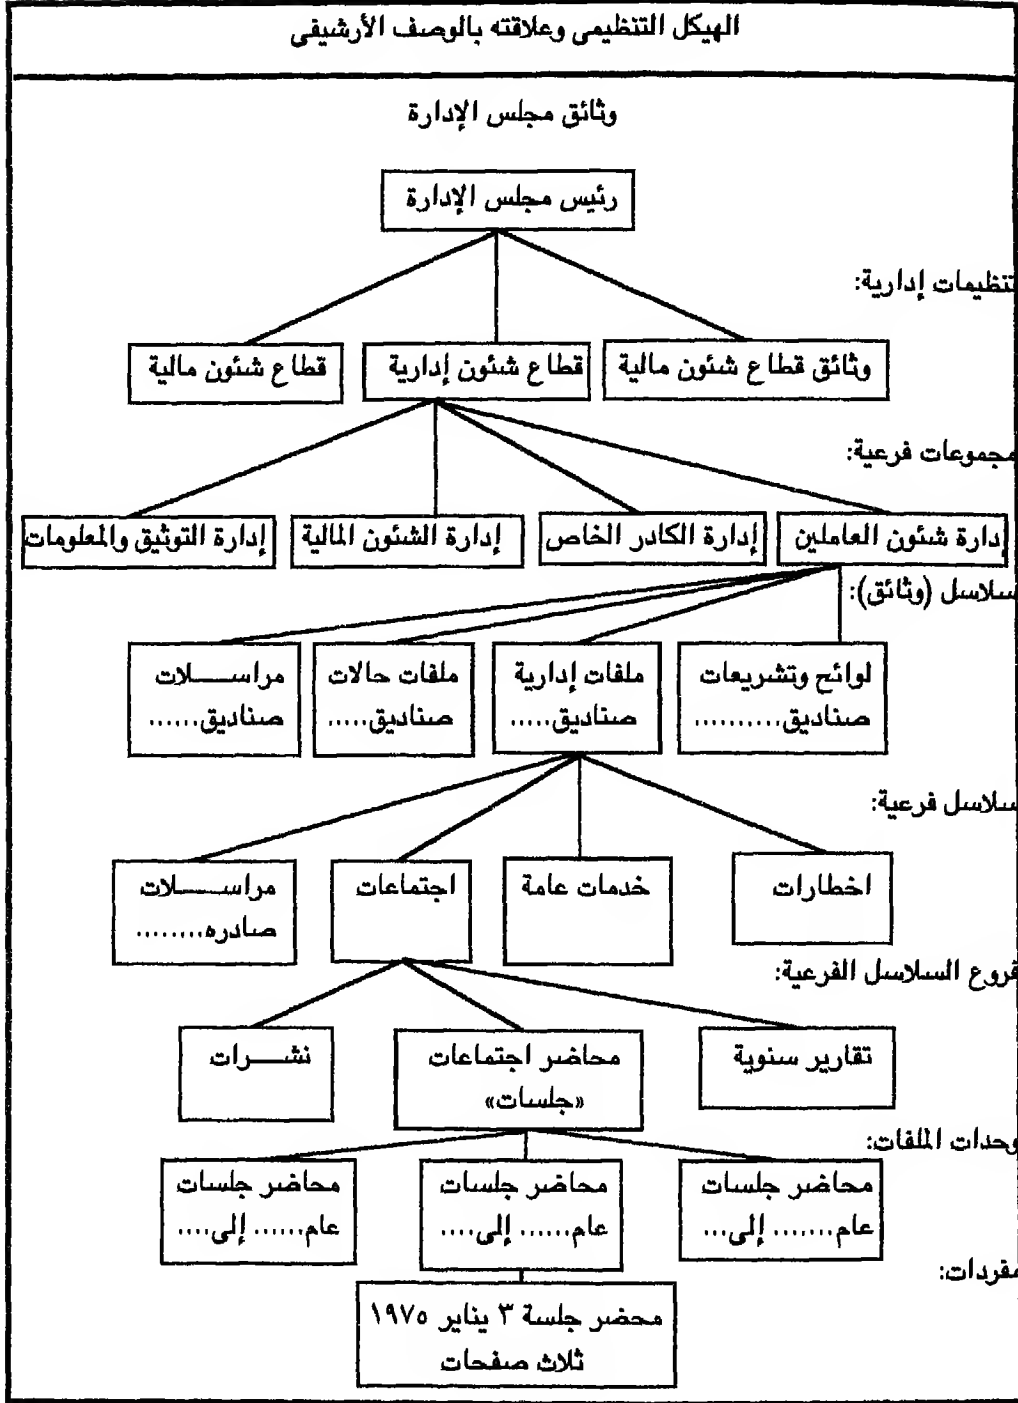 الهيكل التنظيمى وعلاقته بالوصف الأرشيفى
وثائق مجلس الإدارة
رئيس مجلس الإدارة
تنظيمات إدارية:
وثائق قطاع شئون مالية
قطاع شئون إدارية
قطاع شئون مالية
مجموعات فرعية:
إدارة شئون العاملين
إدارة الكادر الخاص
إدارة الشئون المالية
إدارة التوثيق والمعلومات
سلاسل (وثائق):
لوائح وتشريعات
صناديق..........
ملفات إدارية
صناديق.....
ملفات حالات
صناديق.....
مراســـلات
صناديق......
سلاسل فرعية:
اخطارات
خدمات عامة
اجتماعات
مراســـلات
صادره........
فروع السلاسل الفرعية:
تقارير سنوية
محاضر اجتماعات
«جلسات»
نشـــرات
وحدات الملفات:
محاضر جلسات
عام....... إلى...
محاضر جلسات
عام...... إلى....
محاضر جلسات
عام...... إلى....
مفردات:
محضر جلسة ٣ يناير ١٩٧٥
ثلاث صفحات